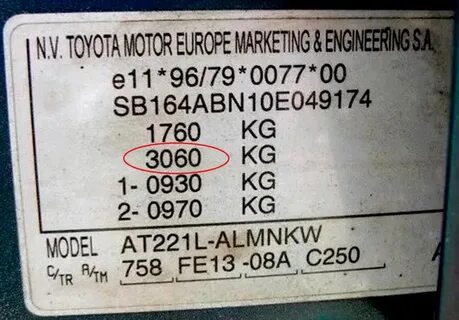 N.V. TOYOTA MOTOR EUROPE MARKETING & ENGINEERING S.A.
e11*96/79*0077*00
SB164ABN10E049174
1760 KG
3060 KG
1- 0930 KG
2- 0970 KG
MODEL AT221L-ALMNKW
C/TR A/TM 758 FE13 -08A C250